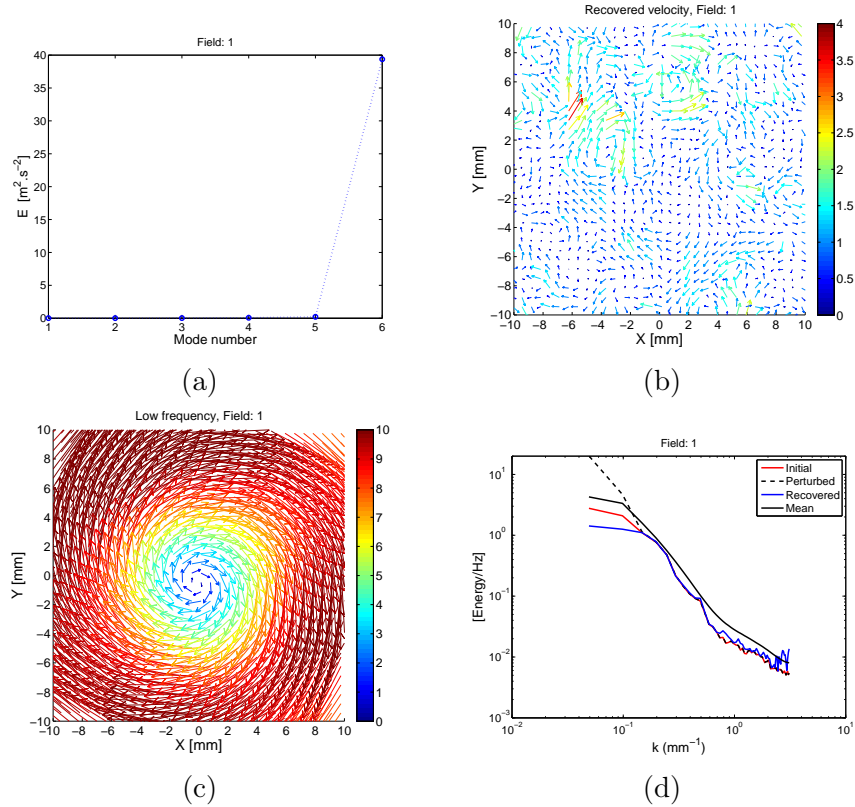 Field: 1
E [m².s⁻²]
40
35
30
25
20
15
10
5
0
1 2 3 4 5 6
Mode number
(a)
Recovered velocity, Field: 1
Y [mm]
10
8
6
4
2
0
−2
−4
−6
−8
−10
−10 −8 −6 −4 −2 0 2 4 6 8 10
X [mm]
4
3.5
3
2.5
2
1.5
1
0.5
0
(b)
Low frequency, Field: 1
Y [mm]
10
8
6
4
2
0
−2
−4
−6
−8
−10
−10 −8 −6 −4 −2 0 2 4 6 8 10
X [mm]
10
9
8
7
6
5
4
3
2
1
0
(c)
Field: 1
[Energy/Hz]
10¹
10⁰
10⁻¹
10⁻²
10⁻³
10⁻² 10⁻¹ 10⁰ 10¹
k (mm⁻¹)
Initial
Perturbed
Recovered
Mean
(d)